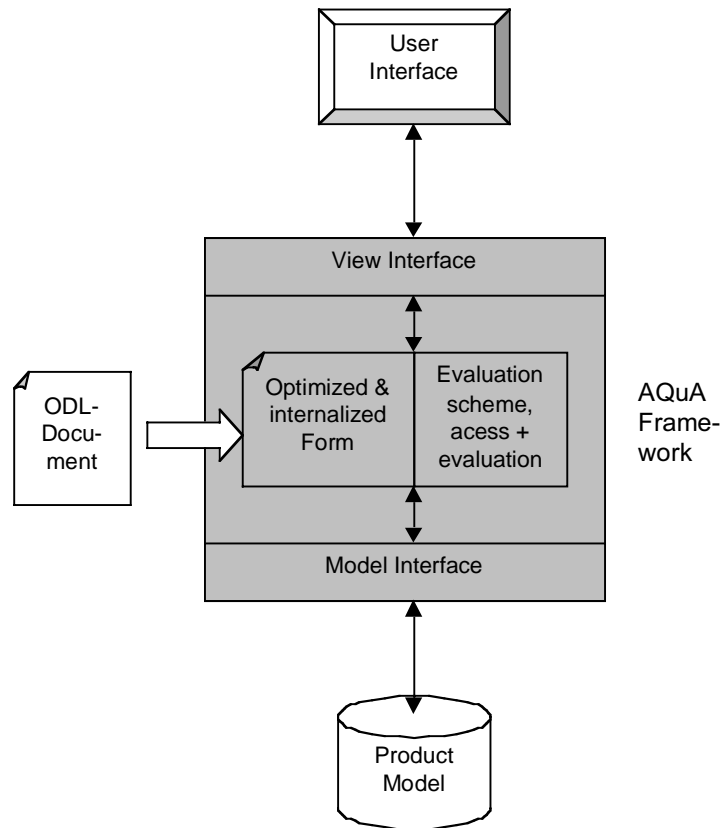 User
Interface
View Interface
ODL-
Docu-
ment
Optimized &
internalized
Form
Evaluation
scheme,
acess +
evaluation
AQuA
Frame-
work
Model Interface
Product
Model